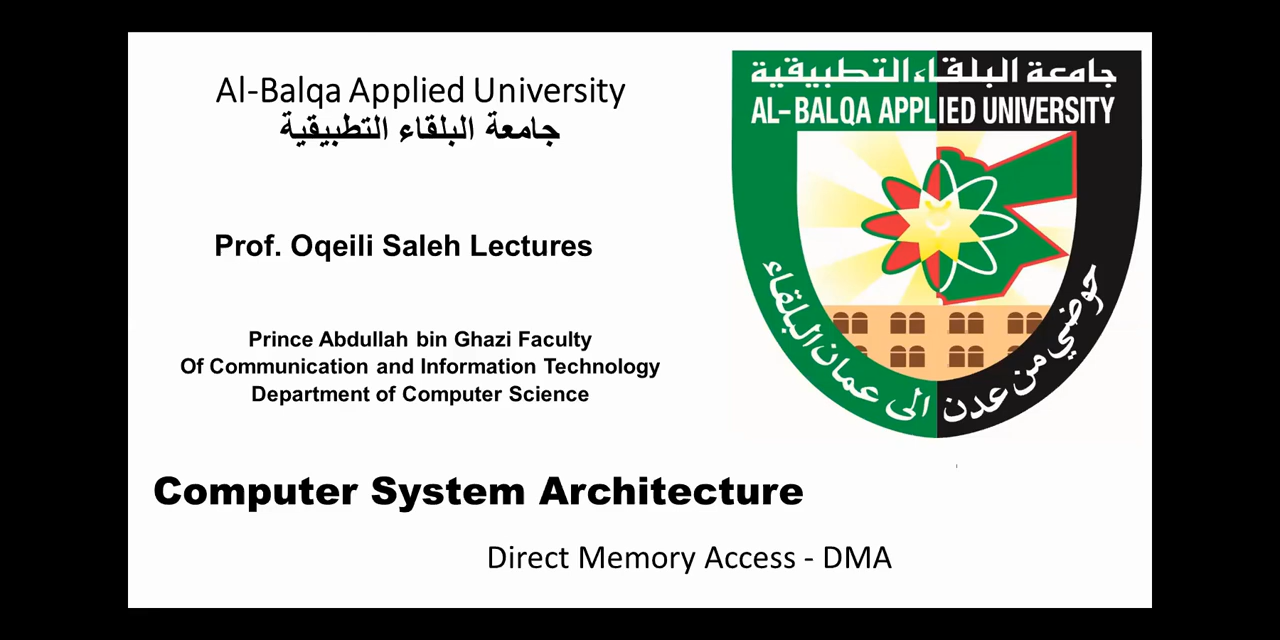 Al-Balqa Applied University
جامعة البلقاء التطبيقية
Prof. Oqeili Saleh Lectures
Prince Abdullah bin Ghazi Faculty
Of Communication and Information Technology
Department of Computer Science
Computer System Architecture
Direct Memory Access - DMA
جامعة البلقاء التطبيقية
AL-BALQA APPLIED UNIVERSITY
حوضي من عدن الى عمان البلقاء